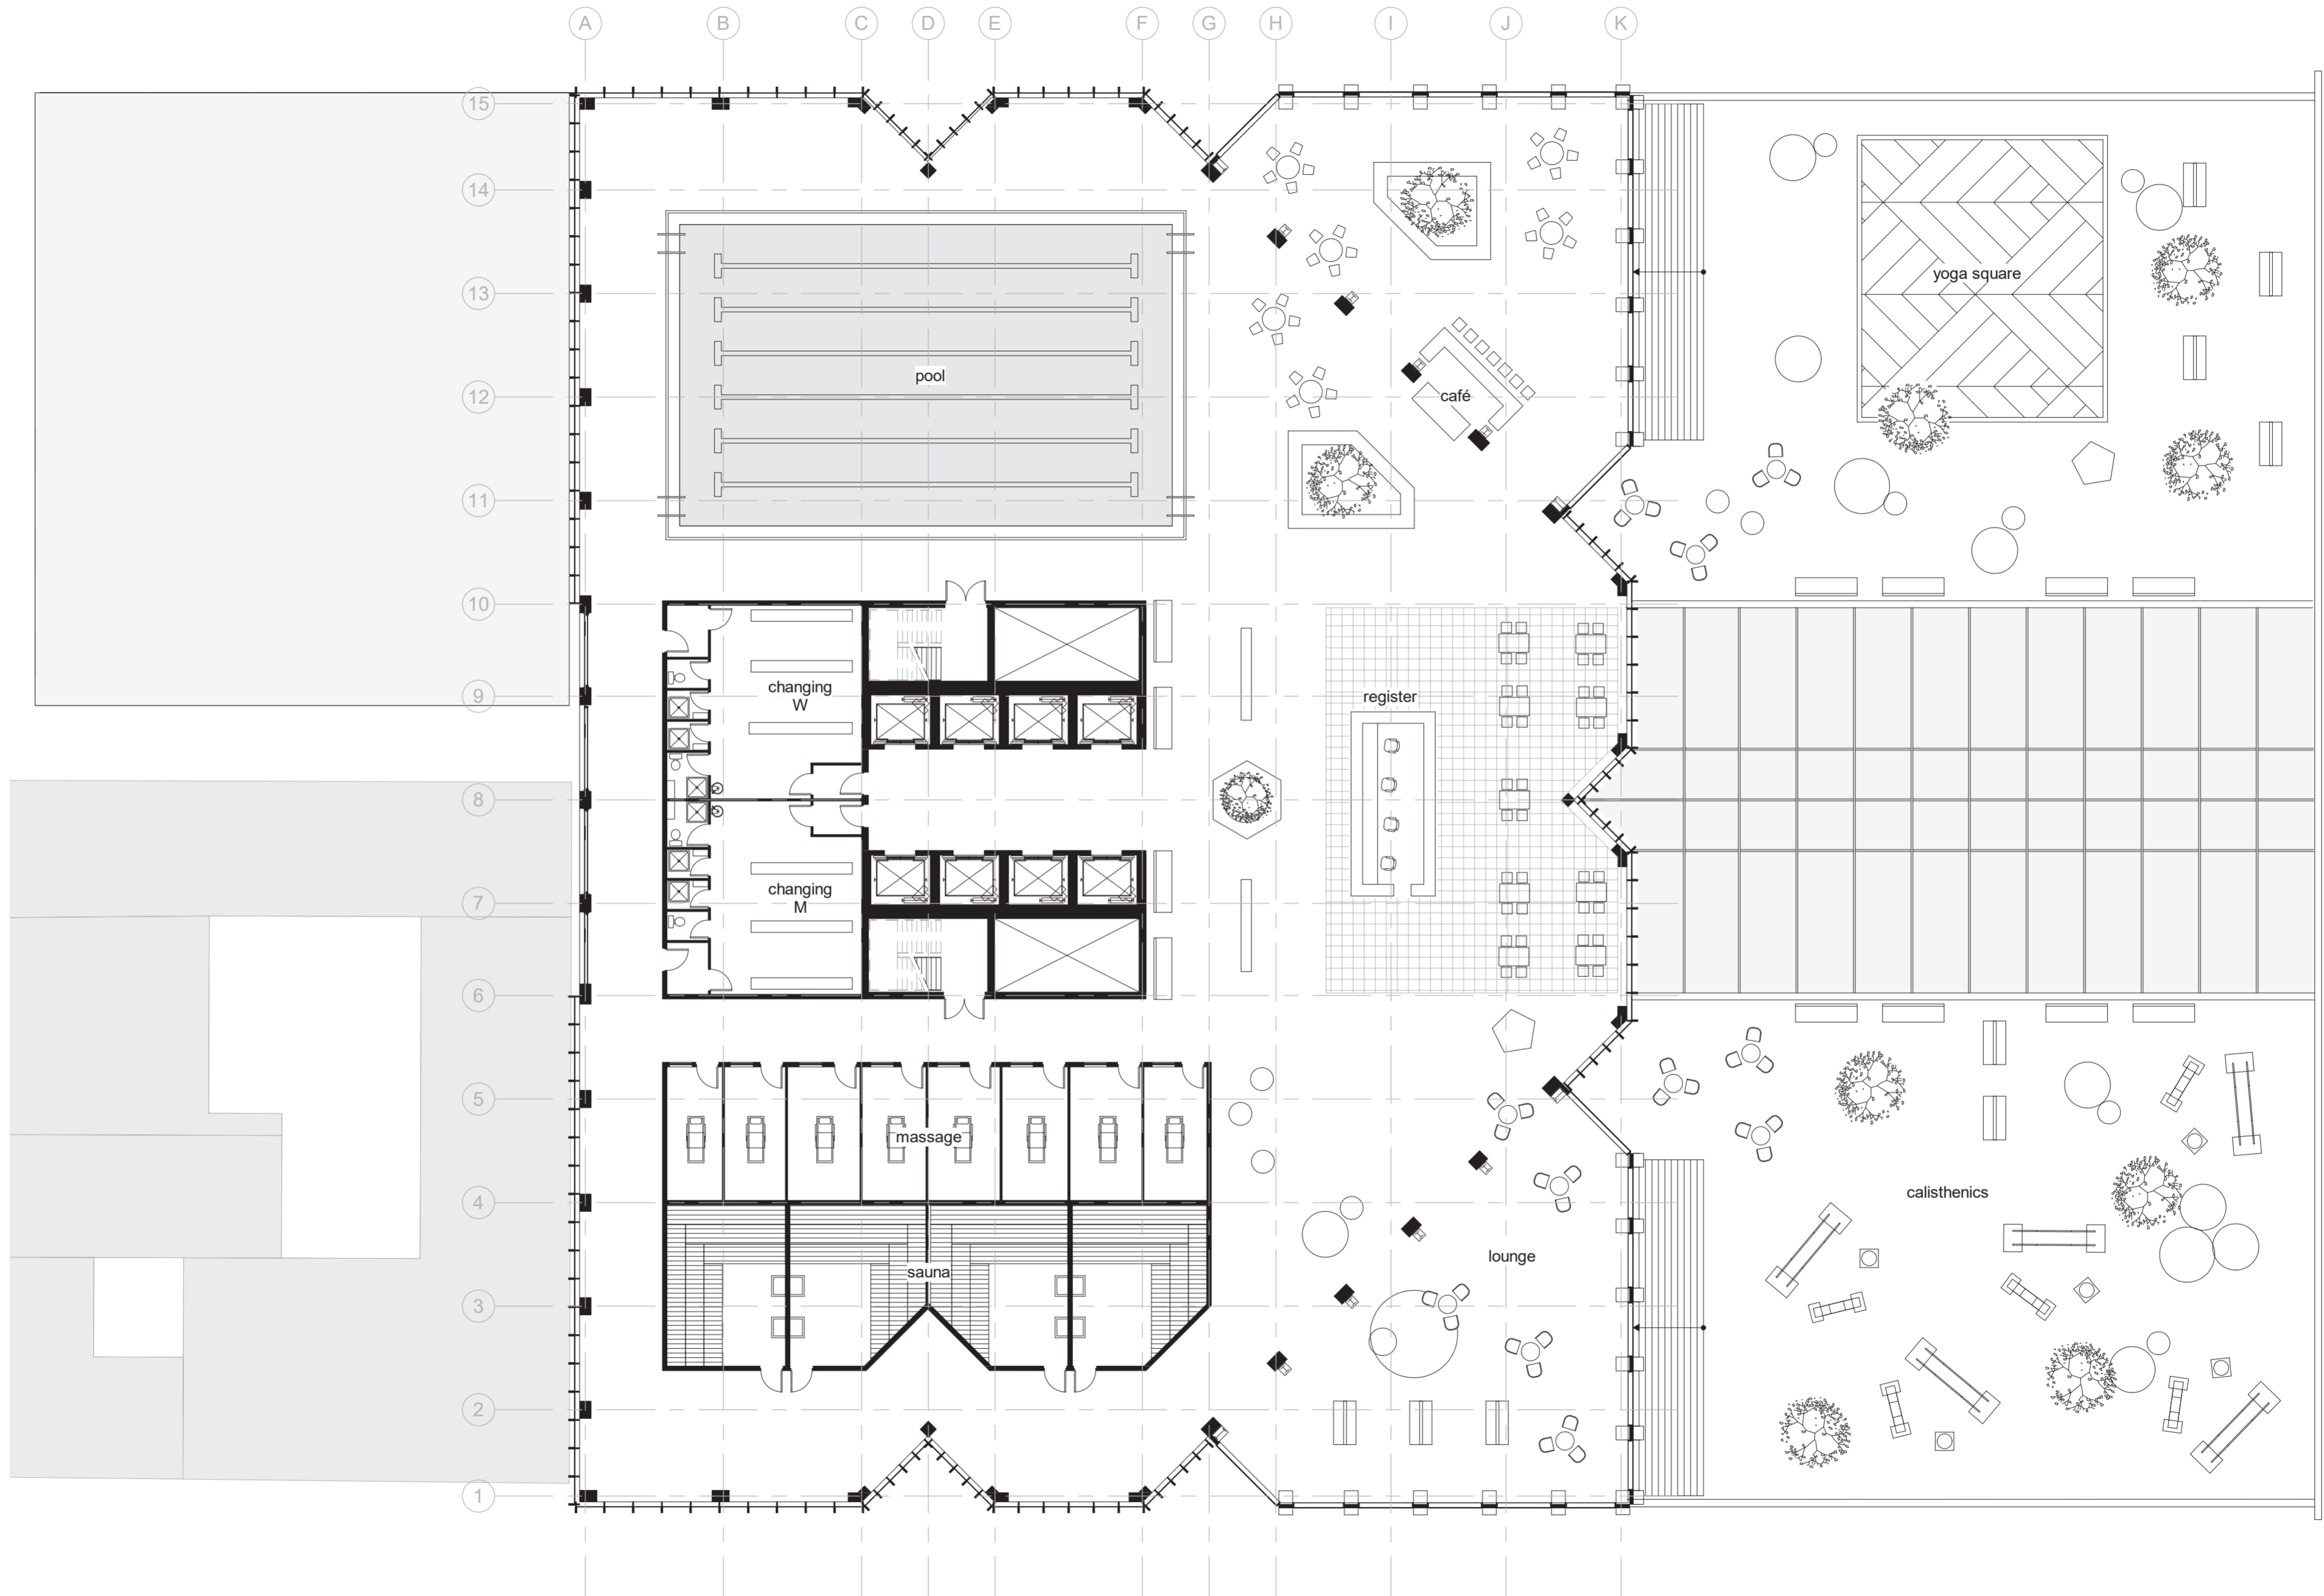 A B C D E F G H I J K
15
14
13
yoga square
12
pool
café
11
10
9
changing
W
register
8
7
changing
M
6
5
massage
4
calisthenics
lounge
sauna
3
2
1